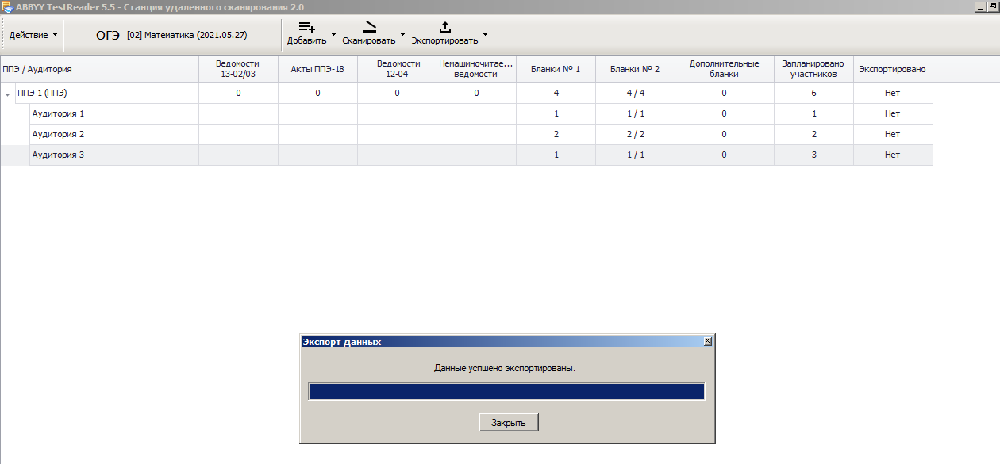 ABBYY TestReader 5.5 - Станция удаленного сканирования 2.0
Действие ОГЭ [02] Математика (2021.05.27) Добавить Сканировать Экспортировать
ППЭ / Аудитория Ведомости 13-02/03 Акты ППЭ-18 Ведомости 12-04 Немашиночитае... ведомости Бланки № 1 Бланки № 2 Дополнительные бланки Запланировано участников Экспортировано
ППЭ 1 (ППЭ) 0 0 0 0 4 4 / 4 0 6 Нет
Аудитория 1 1 1 / 1 0 1 Нет
Аудитория 2 2 2 / 2 0 2 Нет
Аудитория 3 1 1 / 1 0 3 Нет
Экспорт данных
Данные успшено экспортированы.
Закрыть